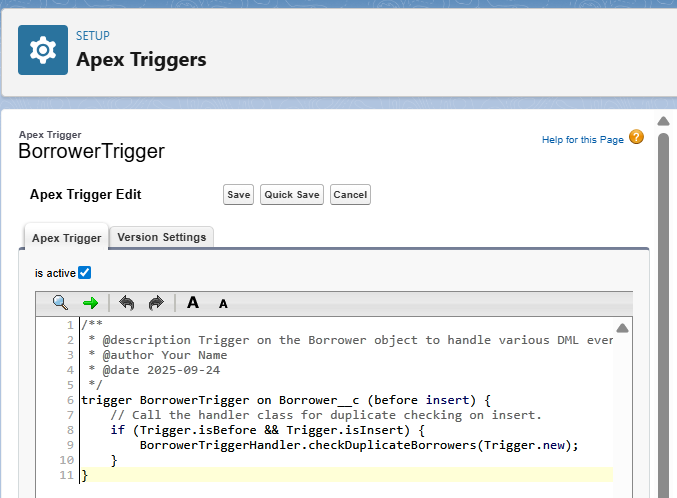 SETUP
Apex Triggers
Apex Trigger
BorrowerTrigger
Help for this Page ?
Apex Trigger Edit
Save
Quick Save
Cancel
Apex Trigger
Version Settings
is active
A
A
1 /**
2  * @description Trigger on the Borrower object to handle various DML ever
3  * @author Your Name
4  * @date 2025-09-24
5  */
6 trigger BorrowerTrigger on Borrower__c (before insert) {
7     // Call the handler class for duplicate checking on insert.
8     if (Trigger.isBefore && Trigger.isInsert) {
9         BorrowerTriggerHandler.checkDuplicateBorrowers(Trigger.new);
10     }
11 }